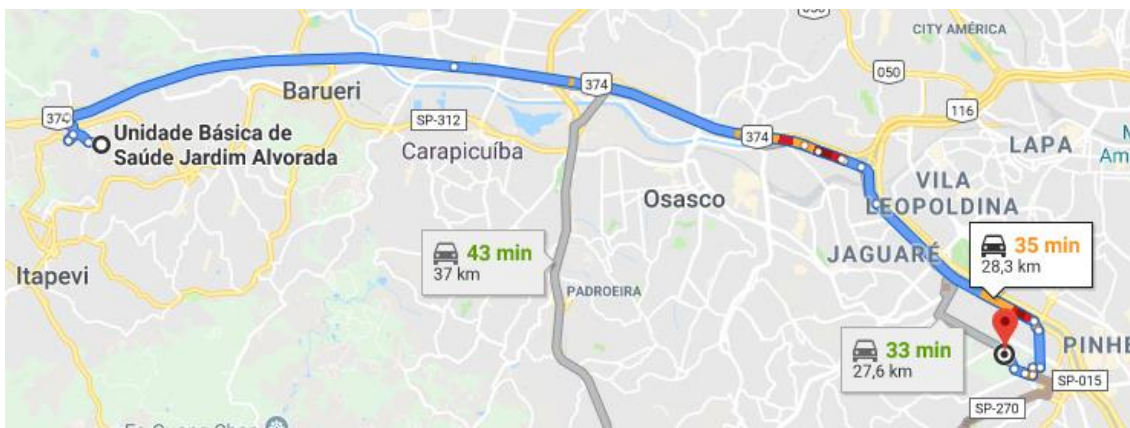 050
CITY AMÉRICA
374
050
Barueri
116
SP-312
374
Unidade Básica de
Saúde Jardim Alvorada
374
LAPA
Carapicuíba
VILA
LEOPOLDINA
Osasco
35 min
28,3 km
43 min
37 km
JAGUARÉ
Itapevi
PADROEIRA
33 min
27,6 km
PINHE
SP-015
SP-270